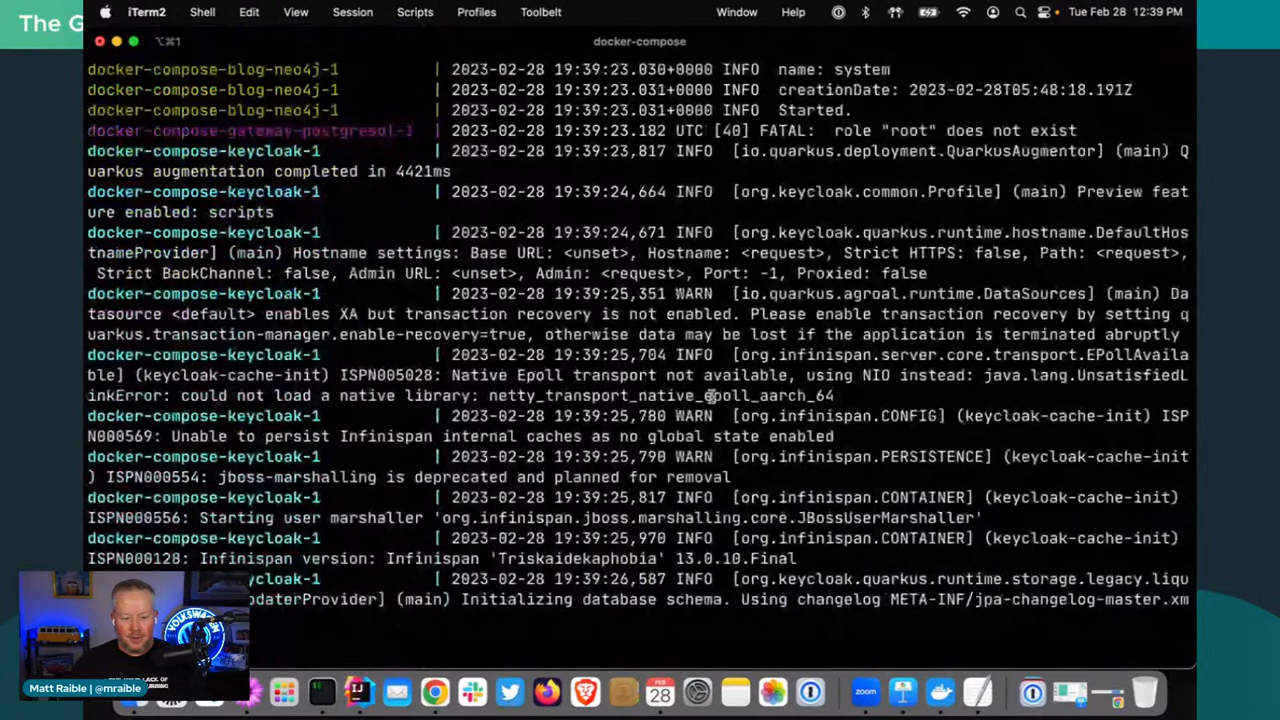 The G
iTerm2 Shell Edit View Session Scripts Profiles Toolbelt Window Help Tue Feb 28 12:39 PM
⌥⌘1 docker-compose
docker-compose-blog-neo4j-1 | 2023-02-28 19:39:23.030+0000 INFO name: system
docker-compose-blog-neo4j-1 | 2023-02-28 19:39:23.031+0000 INFO creationDate: 2023-02-28T05:48:18.191Z
docker-compose-blog-neo4j-1 | 2023-02-28 19:39:23.031+0000 INFO Started.
docker-compose-gateway-postgresql-1 | 2023-02-28 19:39:23.182 UTC [40] FATAL: role "root" does not exist
docker-compose-keycloak-1 | 2023-02-28 19:39:23,817 INFO [io.quarkus.deployment.QuarkusAugmentor] (main) Q
uarkus augmentation completed in 4421ms
docker-compose-keycloak-1 | 2023-02-28 19:39:24,664 INFO [org.keycloak.common.Profile] (main) Preview feat
ure enabled: scripts
docker-compose-keycloak-1 | 2023-02-28 19:39:24,671 INFO [org.keycloak.quarkus.runtime.hostname.DefaultHos
tnameProvider] (main) Hostname settings: Base URL: <unset>, Hostname: <request>, Strict HTTPS: false, Path: <request>,
Strict BackChannel: false, Admin URL: <unset>, Admin: <request>, Port: -1, Proxied: false
docker-compose-keycloak-1 | 2023-02-28 19:39:25,351 WARN [io.quarkus.agroal.runtime.DataSources] (main) Da
tasource <default> enables XA but transaction recovery is not enabled. Please enable transaction recovery by setting q
uarkus.transaction-manager.enable-recovery=true, otherwise data may be lost if the application is terminated abruptly
docker-compose-keycloak-1 | 2023-02-28 19:39:25,704 INFO [org.infinispan.server.core.transport.EPollAvaila
ble] (keycloak-cache-init) ISPN005028: Native Epoll transport not available, using NIO instead: java.lang.UnsatisfiedL
inkError: could not load a native library: netty_transport_native_epoll_aarch_64
docker-compose-keycloak-1 | 2023-02-28 19:39:25,780 WARN [org.infinispan.CONFIG] (keycloak-cache-init) ISP
N000569: Unable to persist Infinispan internal caches as no global state enabled
docker-compose-keycloak-1 | 2023-02-28 19:39:25,790 WARN [org.infinispan.PERSISTENCE] (keycloak-cache-init
) ISPN000554: jboss-marshalling is deprecated and planned for removal
docker-compose-keycloak-1 | 2023-02-28 19:39:25,817 INFO [org.infinispan.CONTAINER] (keycloak-cache-init)
ISPN000556: Starting user marshaller 'org.infinispan.jboss.marshalling.core.JBossUserMarshaller'
docker-compose-keycloak-1 | 2023-02-28 19:39:25,970 INFO [org.infinispan.CONTAINER] (keycloak-cache-init)
ISPN000128: Infinispan version: Infinispan 'Triskaidekaphobia' 13.0.10.Final
keycloak-1 | 2023-02-28 19:39:26,587 INFO [org.keycloak.quarkus.runtime.storage.legacy.liqu
odaterProvider] (main) Initializing database schema. Using changelog META-INF/jpa-changelog-master.xm
VOLKSWAGEN
Matt Raible | @mraible
FEB
28
zoom